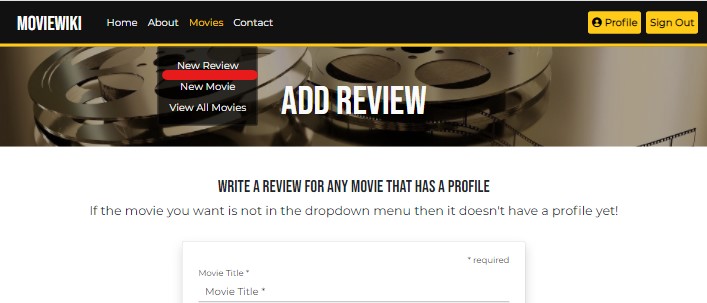 MOVIEWIKI Home About Movies Contact Profile Sign Out
New Review
New Movie
View All Movies
ADD REVIEW
WRITE A REVIEW FOR ANY MOVIE THAT HAS A PROFILE
If the movie you want is not in the dropdown menu then it doesn't have a profile yet!
* required
Movie Title *
Movie Title *